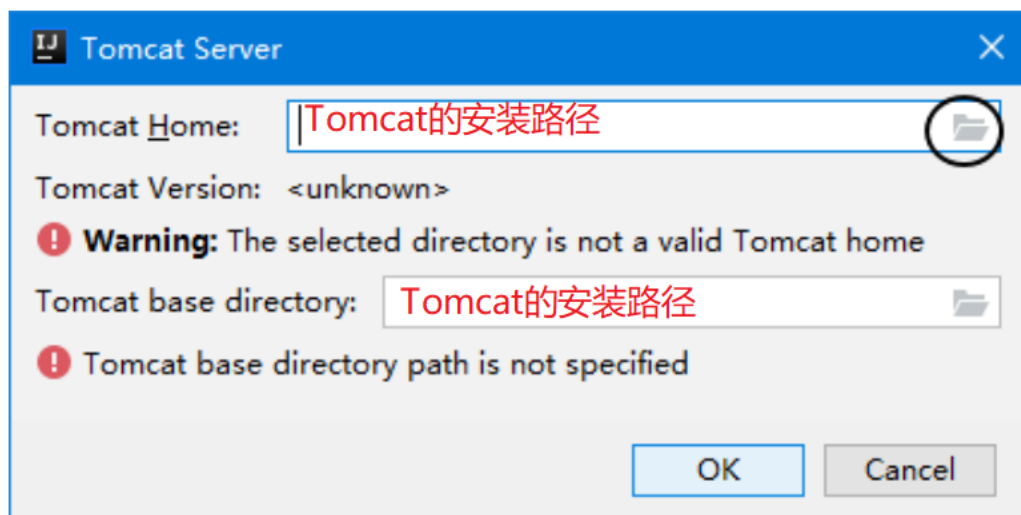 IJ Tomcat Server
Tomcat Home: Tomcat的安装路径
Tomcat Version: <unknown>
Warning: The selected directory is not a valid Tomcat home
Tomcat base directory: Tomcat的安装路径
Tomcat base directory path is not specified
OK Cancel